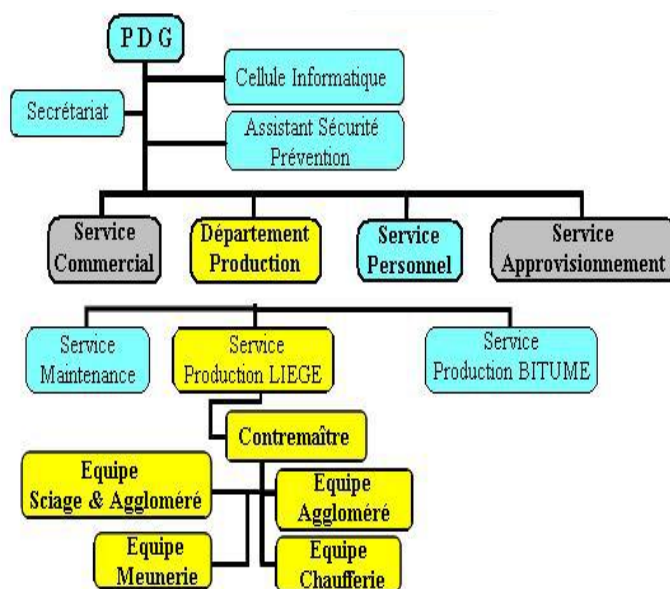 P D G
Cellule Informatique
Secrétariat
Assistant Sécurité
Prévention
Service
Commercial
Département
Production
Service
Personnel
Service
Approvisionnement
Service
Maintenance
Service
Production LIEGE
Service
Production BITUME
Contremaître
Equipe
Sciage & Aggloméré
Equipe
Aggloméré
Equipe
Meunerie
Equipe
Chaufferie